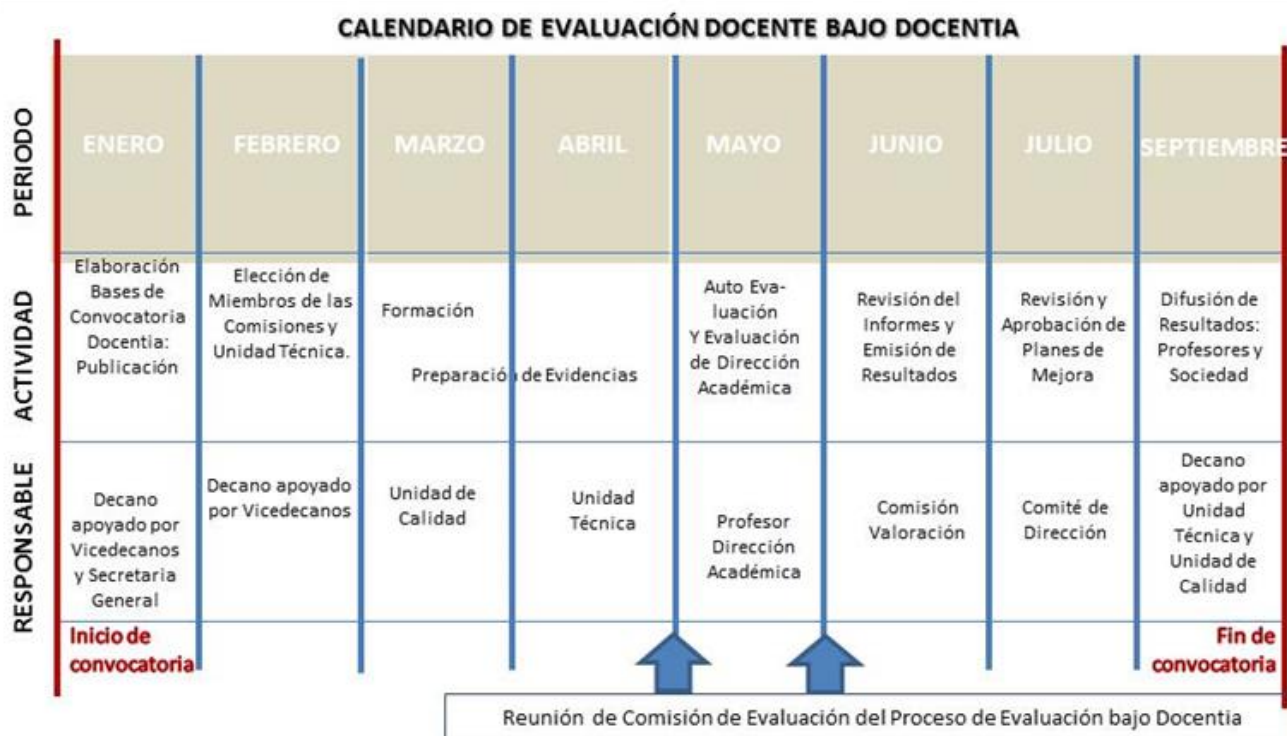 CALENDARIO DE EVALUACIÓN DOCENTE BAJO DOCENTIA
PERIODO
ENERO
FEBRERO
MARZO
ABRIL
MAYO
JUNIO
JULIO
SEPTIEMBRE
ACTIVIDAD
Elaboración
Bases de
Convocatoria
Docentia:
Publicación
Elección de
Miembros de las
Comisiones y
Unidad Técnica.
Formación
Preparación de Evidencias
Auto Eva-
luación
Y Evaluación
de Dirección
Académica
Revisión del
Informes y
Emisión de
Resultados
Revisión y
Aprobación de
Planes de
Mejora
Difusión de
Resultados:
Profesores y
Sociedad
RESPONSABLE
Decano
apoyado por
Vicedecanos
y Secretaria
General
Decano apoyado
por Vicedecanos
Unidad de
Calidad
Unidad
Técnica
Profesor
Dirección
Académica
Comisión
Valoración
Comité de
Dirección
Decano
apoyado por
Unidad
Técnica y
Unidad de
Calidad
Inicio de
convocatoria
Fin de
convocatoria
Reunión de Comisión de Evaluación del Proceso de Evaluación bajo Docentia